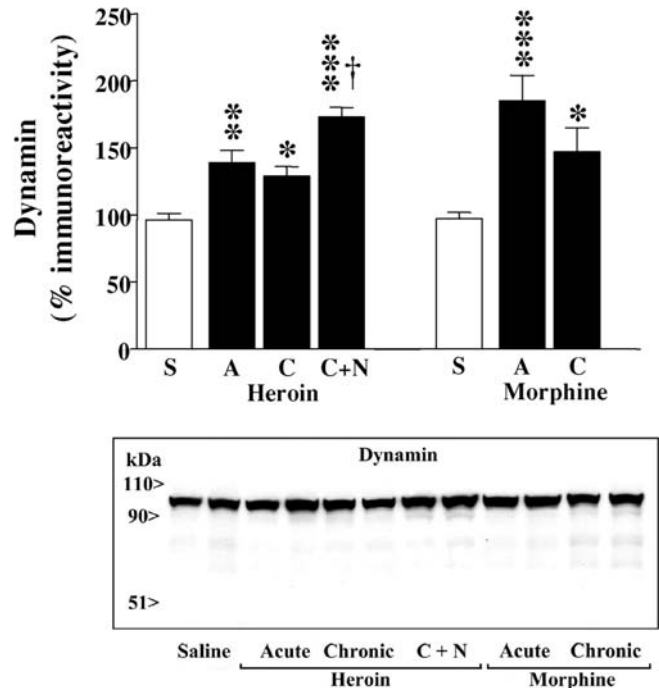 Dynamin
(% immunoreactivity)
250
200
150
100
50
0
**
*
***†
***
*
S A C C+N S A C
Heroin Morphine
kDa Dynamin
110>
90>
51>
Saline Acute Chronic C + N Acute Chronic
Heroin Morphine